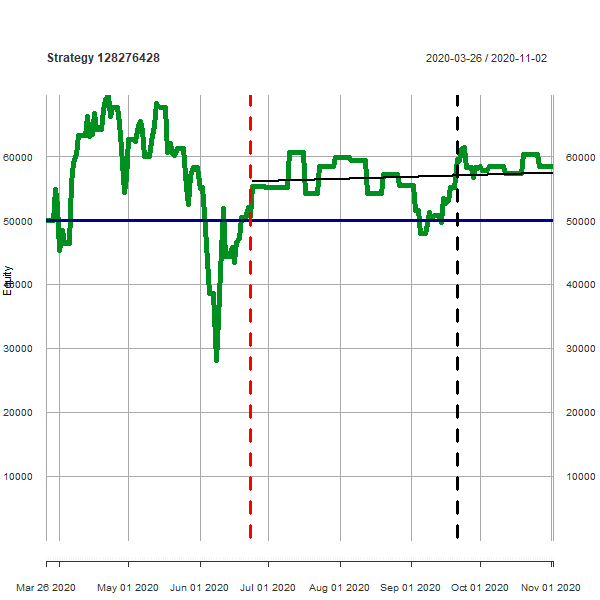 Strategy 128276428
2020-03-26 / 2020-11-02
60000
60000
50000
50000
Equity
40000
40000
30000
30000
20000
20000
10000
10000
Mar 26 2020
May 01 2020
Jun 01 2020
Jul 01 2020
Aug 01 2020
Sep 01 2020
Oct 01 2020
Nov 01 2020